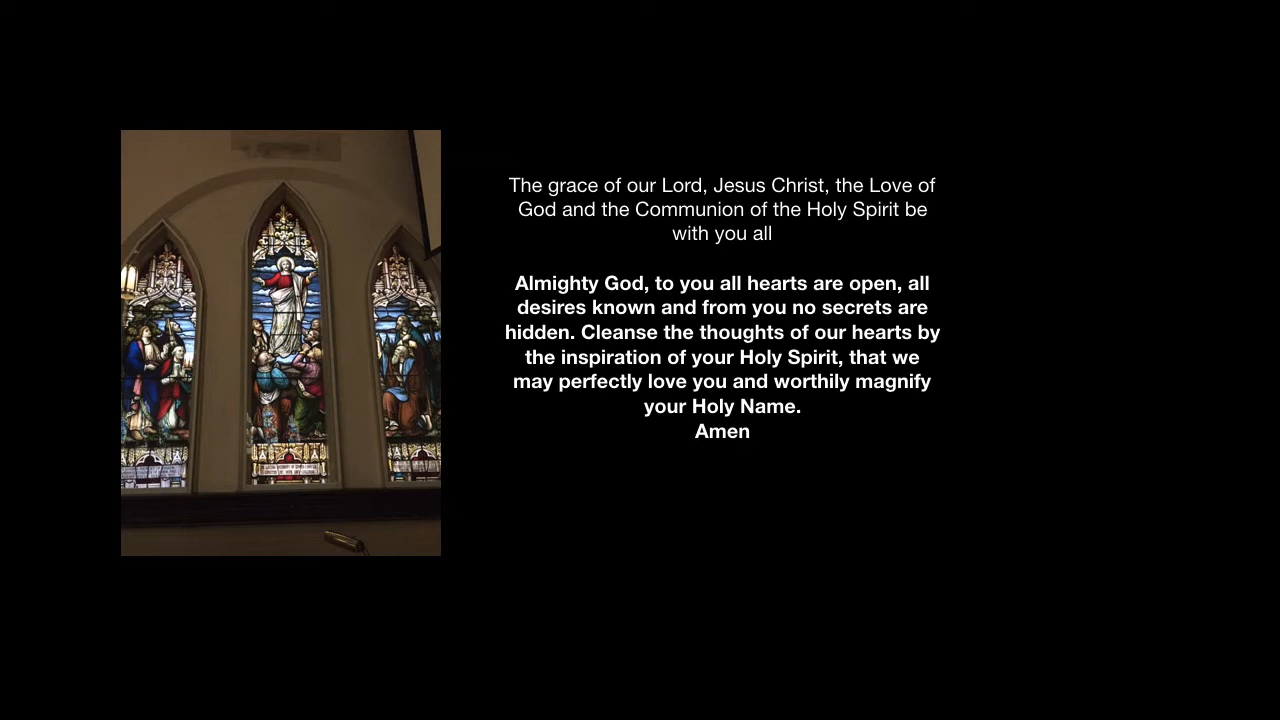 The grace of our Lord, Jesus Christ, the Love of
God and the Communion of the Holy Spirit be
with you all
Almighty God, to you all hearts are open, all
desires known and from you no secrets are
hidden. Cleanse the thoughts of our hearts by
the inspiration of your Holy Spirit, that we
may perfectly love you and worthily magnify
your Holy Name.
Amen